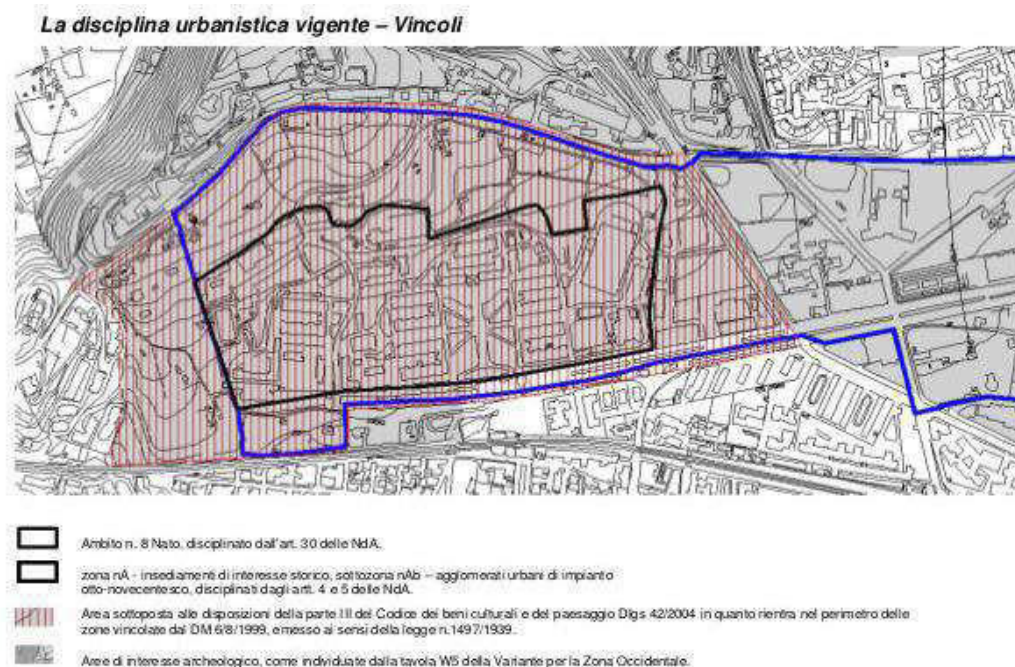 La disciplina urbanistica vigente – Vincoli
Ambito n. 8 Nato, disciplinato dall'art. 30 delle NdA.
zona nA - insediamenti di interesse storico, sottozona nAb – agglomerati urbani di impianto
otto-novecentesco, disciplinati dagli artt. 4 e 5 delle NdA.
Area sottoposta alle disposizioni della parte III del Codice dei beni culturali e del paesaggio Dlgs 42/2004 in quanto rientra nel perimetro delle
zone vincolate dal DM 6/8/1999, emesso ai sensi della legge n.1497/1939.
Aree di interesse archeologico, come individuate dalla tavola W5 della Variante per la Zona Occidentale.